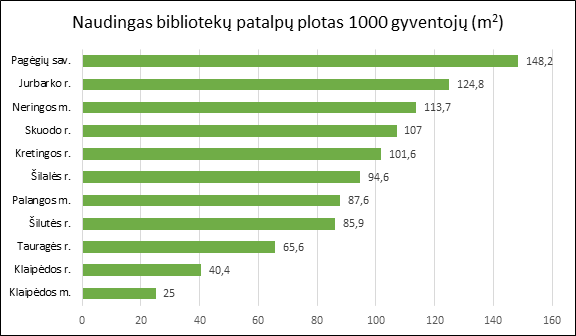 Naudingas bibliotekų patalpų plotas 1000 gyventojų (m²)
Pagėgių sav. 148,2
Jurbarko r. 124,8
Neringos m. 113,7
Skuodo r. 107
Kretingos r. 101,6
Šilalės r. 94,6
Palangos m. 87,6
Šilutės r. 85,9
Tauragės r. 65,6
Klaipėdos r. 40,4
Klaipėdos m. 25
0 20 40 60 80 100 120 140 160